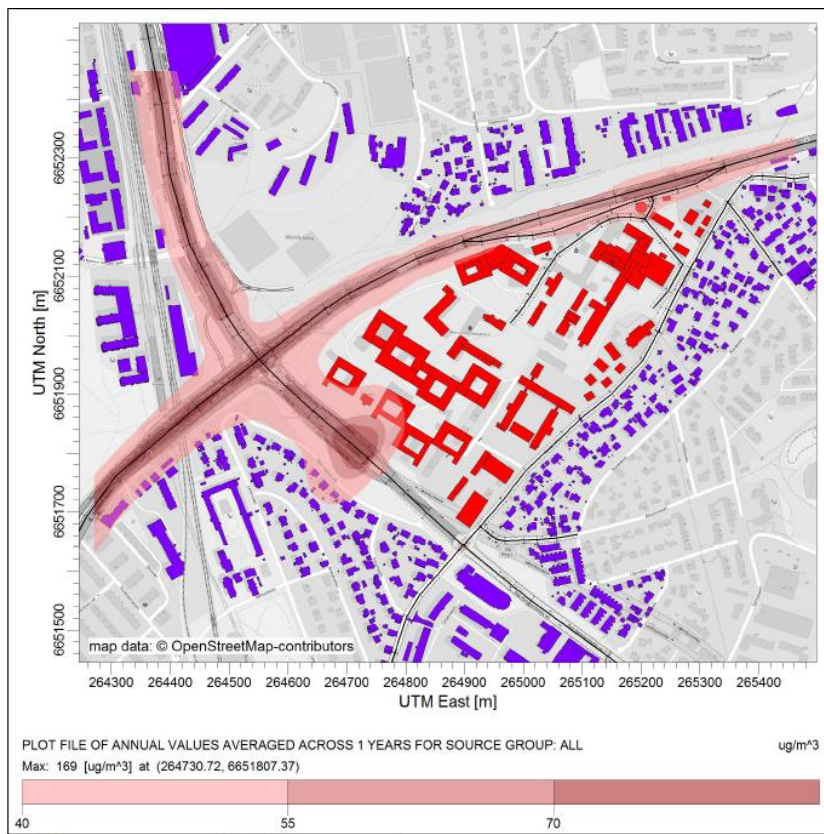 6652300
6652100
6651900
6651700
6651500
UTM North [m]
map data: © OpenStreetMap-contributors
264300 264400 264500 264600 264700 264800 264900 265000 265100 265200 265300 265400
UTM East [m]
PLOT FILE OF ANNUAL VALUES AVERAGED ACROSS 1 YEARS FOR SOURCE GROUP: ALL ug/m^3
Max: 169 [ug/m^3] at (264730.72, 6651807.37)
40 55 70